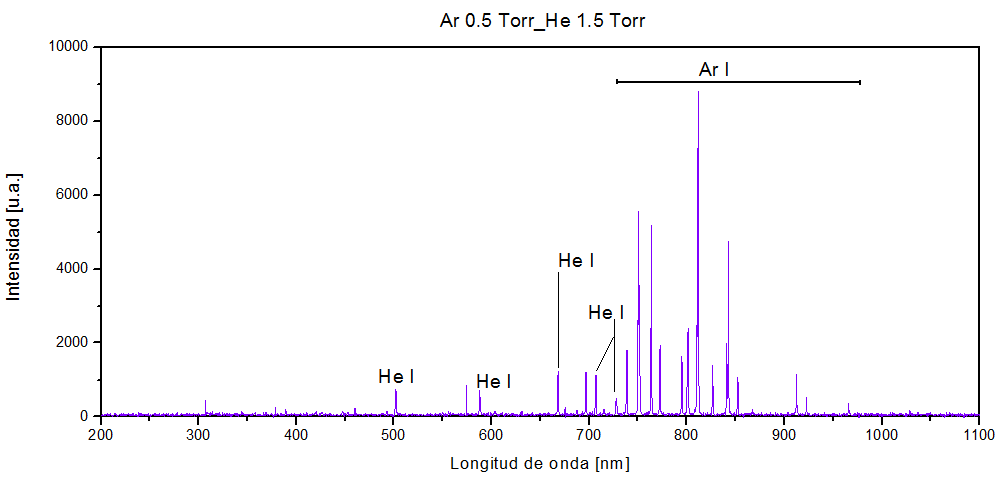 Ar 0.5 Torr_He 1.5 Torr
10000
8000
6000
4000
2000
0
Intensidad [u.a.]
Ar I
He I
He I
He I
He I
200 300 400 500 600 700 800 900 1000 1100
Longitud de onda [nm]